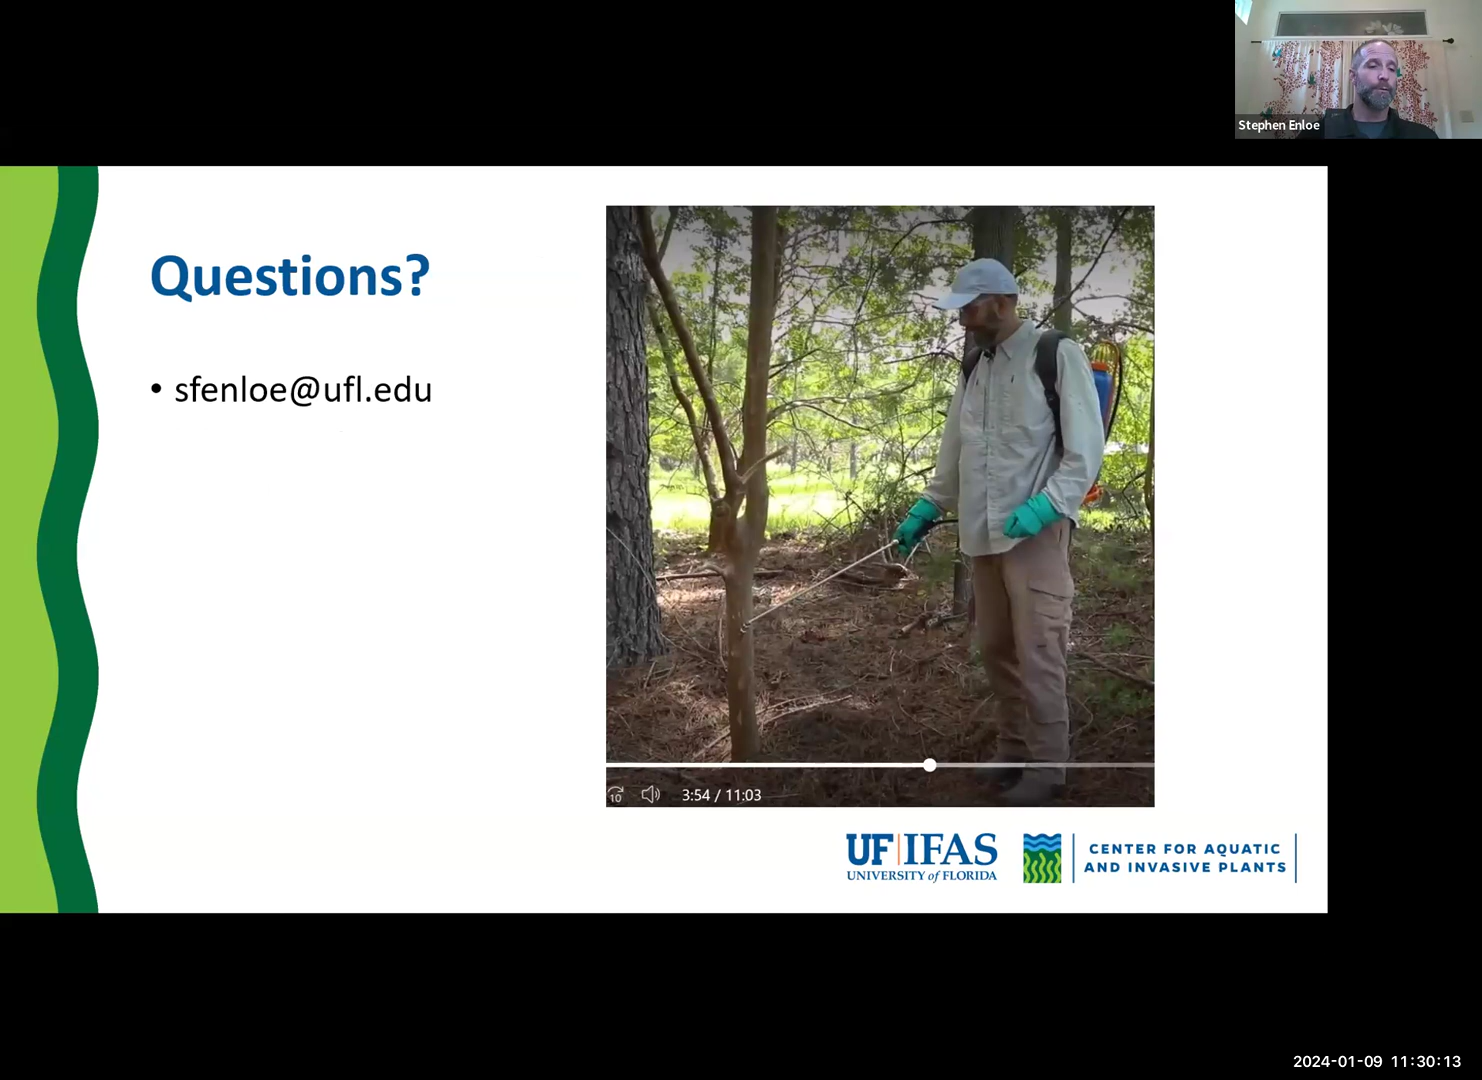 Stephen Enloe
Questions?
• sfenloe@ufl.edu
10
3:54 / 11:03
UF|IFAS
UNIVERSITY of FLORIDA
CENTER FOR AQUATIC
AND INVASIVE PLANTS
2024-01-09 11:30:13